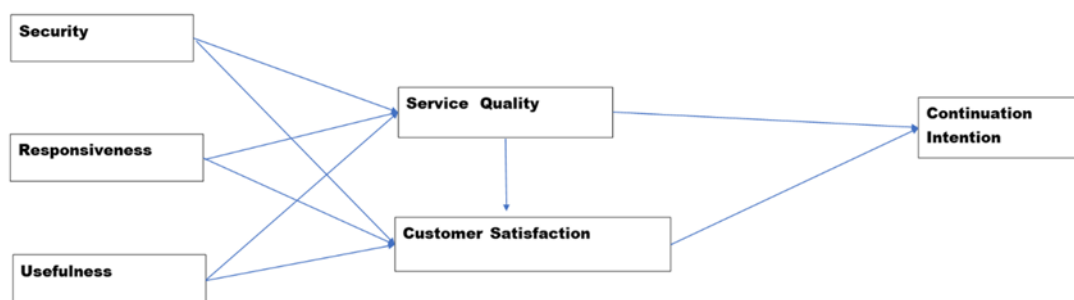 Security
Responsiveness
Usefulness
Service Quality
Customer Satisfaction
Continuation
Intention